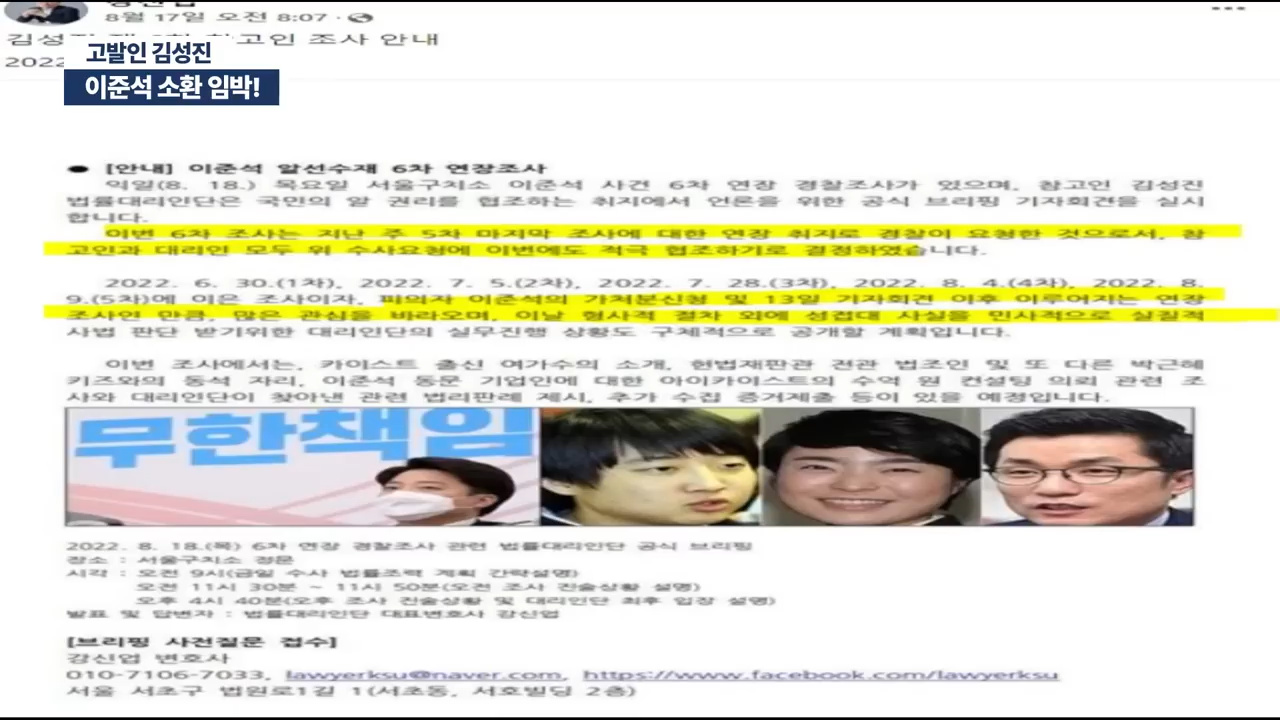 8월 17일 오전 8:07 ·
김성진 고인 조사 안내
2022
고발인 김성진
이준석 소환 임박!
● [안내] 이준석 알선수재 6차 연장조사
익일(8. 18.) 목요일 서울구치소 이준석 사건 6차 연장 경찰조사가 있으며, 참고인 김성진
법률대리인단은 국민의 알 권리를 협조하는 취지에서 언론을 위한 공식 브리핑 기자회견을 실시
합니다.
이번 6차 조사는 지난 주 5차 마지막 조사에 대한 연장 취지로 경찰이 요청한 것으로서, 참
고인과 대리인 모두 위 수사요청에 이번에도 적극 협조하기로 결정하였습니다.
2022. 6. 30.(1차), 2022. 7. 5.(2차), 2022. 7. 28.(3차), 2022. 8. 4.(4차), 2022. 8.
9.(5차)에 이은 조사이자, 피의자 이준석의 가처분신청 및 13일 기자회견 이후 이루어지는 연장
조사인 만큼, 많은 관심을 바라오며, 이날 형사적 절차 외에 성접대 사실을 민사적으로 실질적
사법 판단 받기위한 대리인단의 실무진행 상황도 구체적으로 공개할 계획입니다.
이번 조사에서는, 카이스트 출신 여가수의 소개, 헌법재판관 전관 법조인 및 또 다른 박근혜
키즈와의 동석 자리, 이준석 동문 기업인에 대한 아이카이스트의 수억 원 컨설팅 의뢰 관련 조
사와 대리인단이 찾아낸 관련 법리판례 제시, 추가 수집 증거제출 등이 있을 예정입니다.
무한책임
2022. 8. 18.(목) 6차 연장 경찰조사 관련 법률대리인단 공식 브리핑
장소 : 서울구치소 정문
시각 : 오전 9시(금일 수사 법률조력 계획 간략설명)
오전 11시 30분 ~ 11시 50분(오전 조사 진술상황 설명)
오후 4시 40분(오후 조사 진술상황 및 대리인단 최후 입장 설명)
발표 및 답변자 : 법률대리인단 대표변호사 강신업
[브리핑 사전질문 접수]
강신업 변호사
010-7106-7033, lawyerksu@naver.com, https://www.facebook.com/lawyerksu
서울 서초구 법원로1길 1(서초동, 서호빌딩 2층)